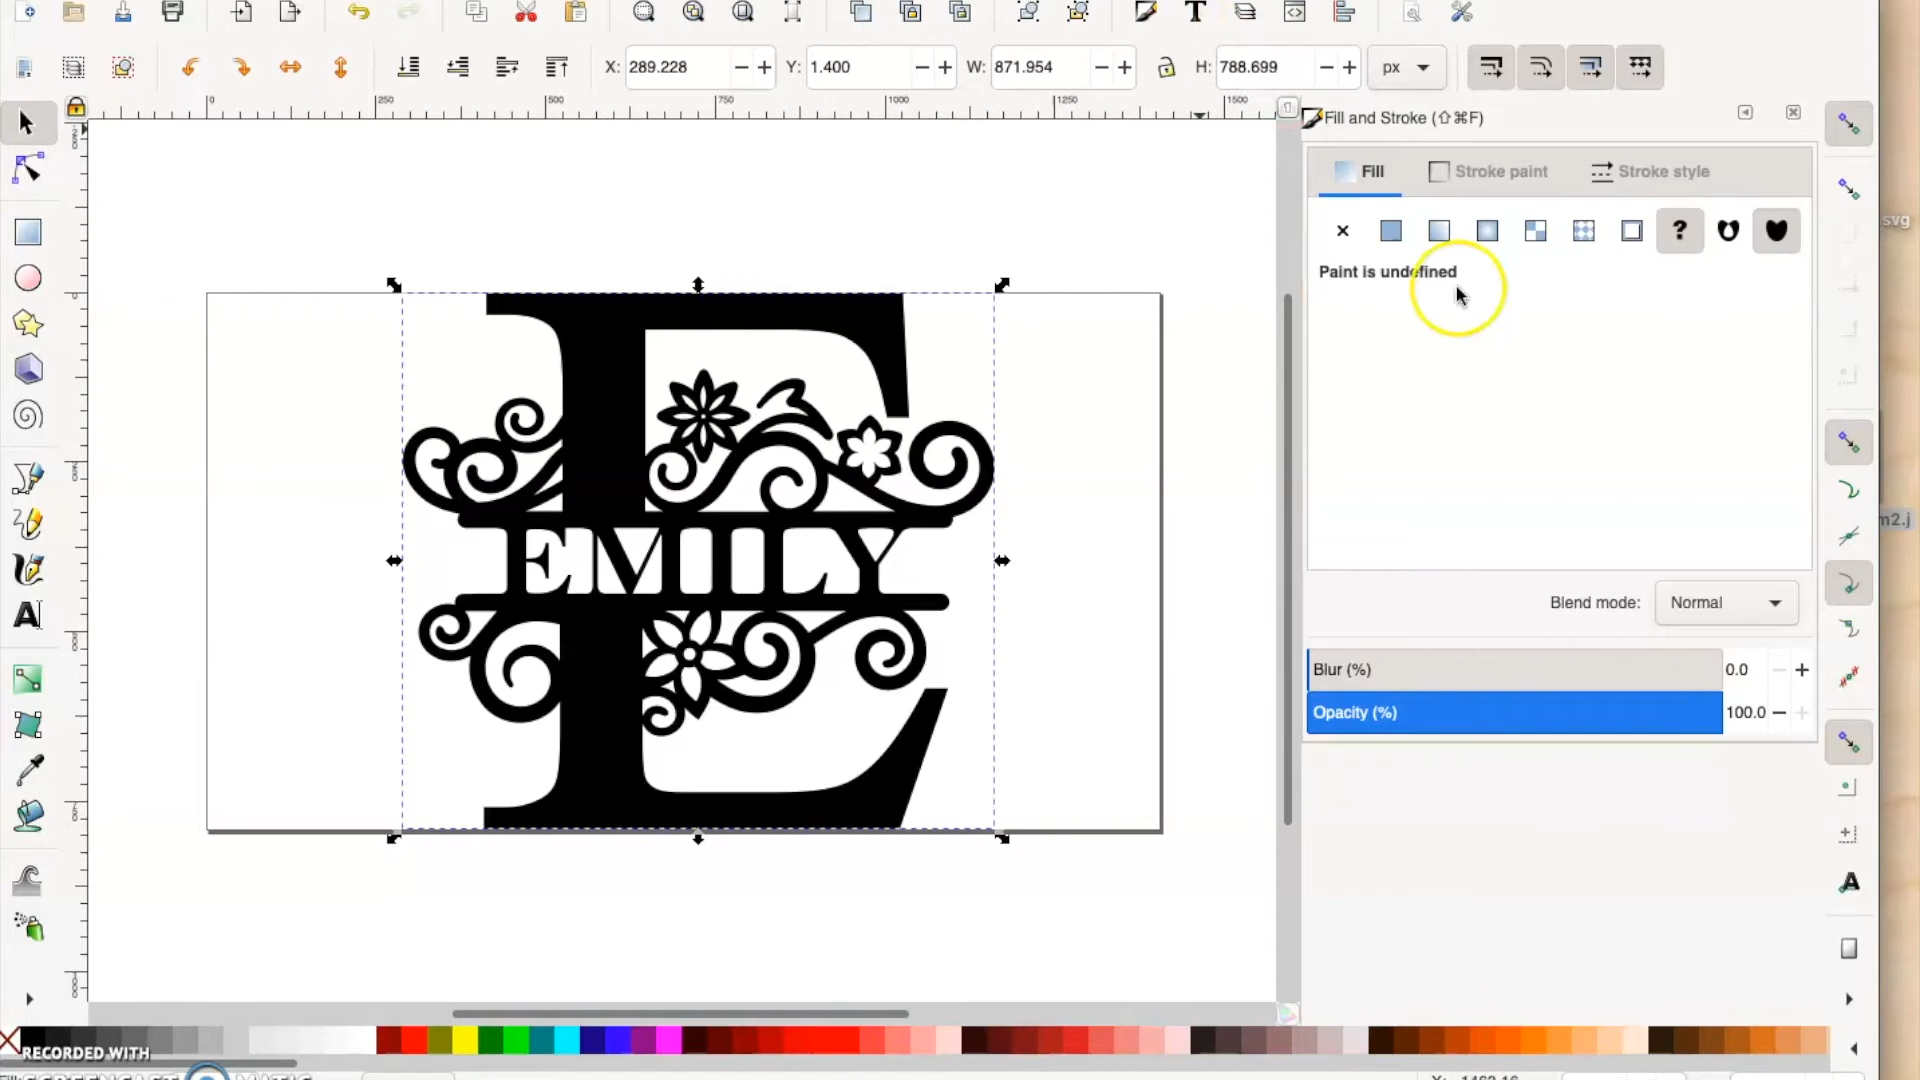 X: 289.228 Y: 1.400 W: 871.954 H: 788.699 px
0 250 500 750 1000 1250 1500
Fill and Stroke (⇧⌘F)
Fill Stroke paint Stroke style
?
Paint is undefined
svg
m2.j
EMILY
Blend mode: Normal
Blur (%) 0.0
Opacity (%) 100.0
RECORDED WITH